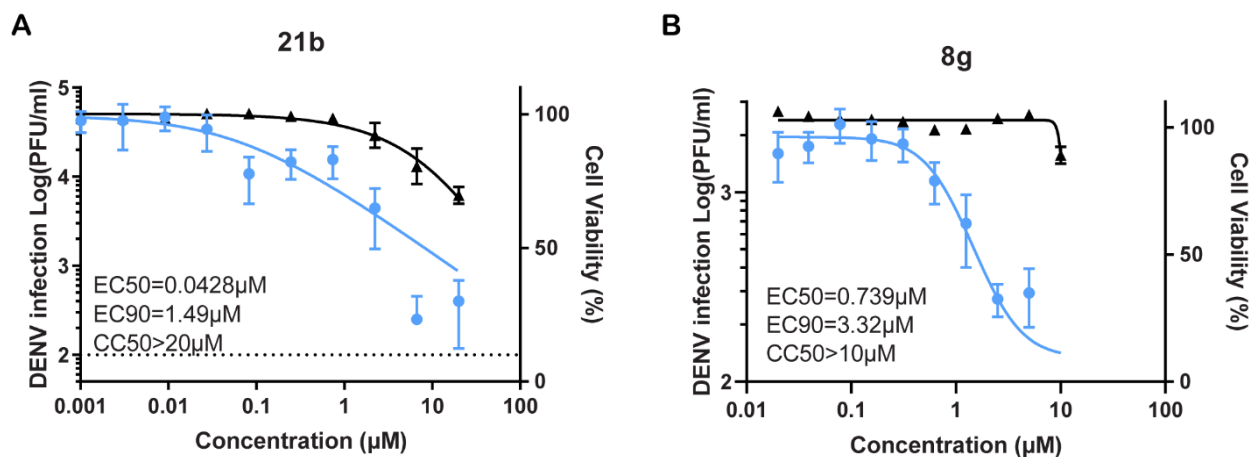 A
21b
DENV infection Log(PFU/ml)
5
4
3
2
100
50
0
Cell Viability (%)
EC50=0.0428µM
EC90=1.49µM
CC50>20µM
0.001
0.01
0.1
1
10
100
Concentration (µM)
B
8g
DENV infection Log(PFU/ml)
3
2
100
50
0
Cell Viability (%)
EC50=0.739µM
EC90=3.32µM
CC50>10µM
0.01
0.1
1
10
100
Concentration (µM)